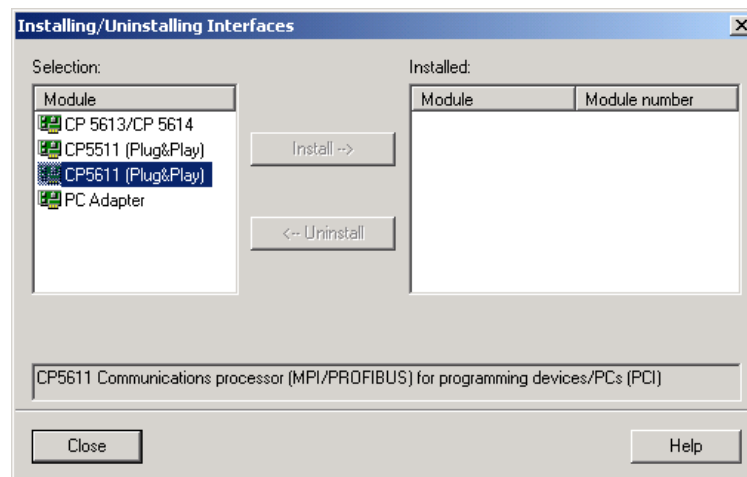 Installing/Uninstalling Interfaces
Selection:
Installed:
Module
Module
Module number
CP 5613/CP 5614
CP5511 (Plug&Play)
CP5611 (Plug&Play)
PC Adapter
Install -->
<-- Uninstall
CP5611 Communications processor (MPI/PROFIBUS) for programming devices/PCs (PCI)
Close
Help